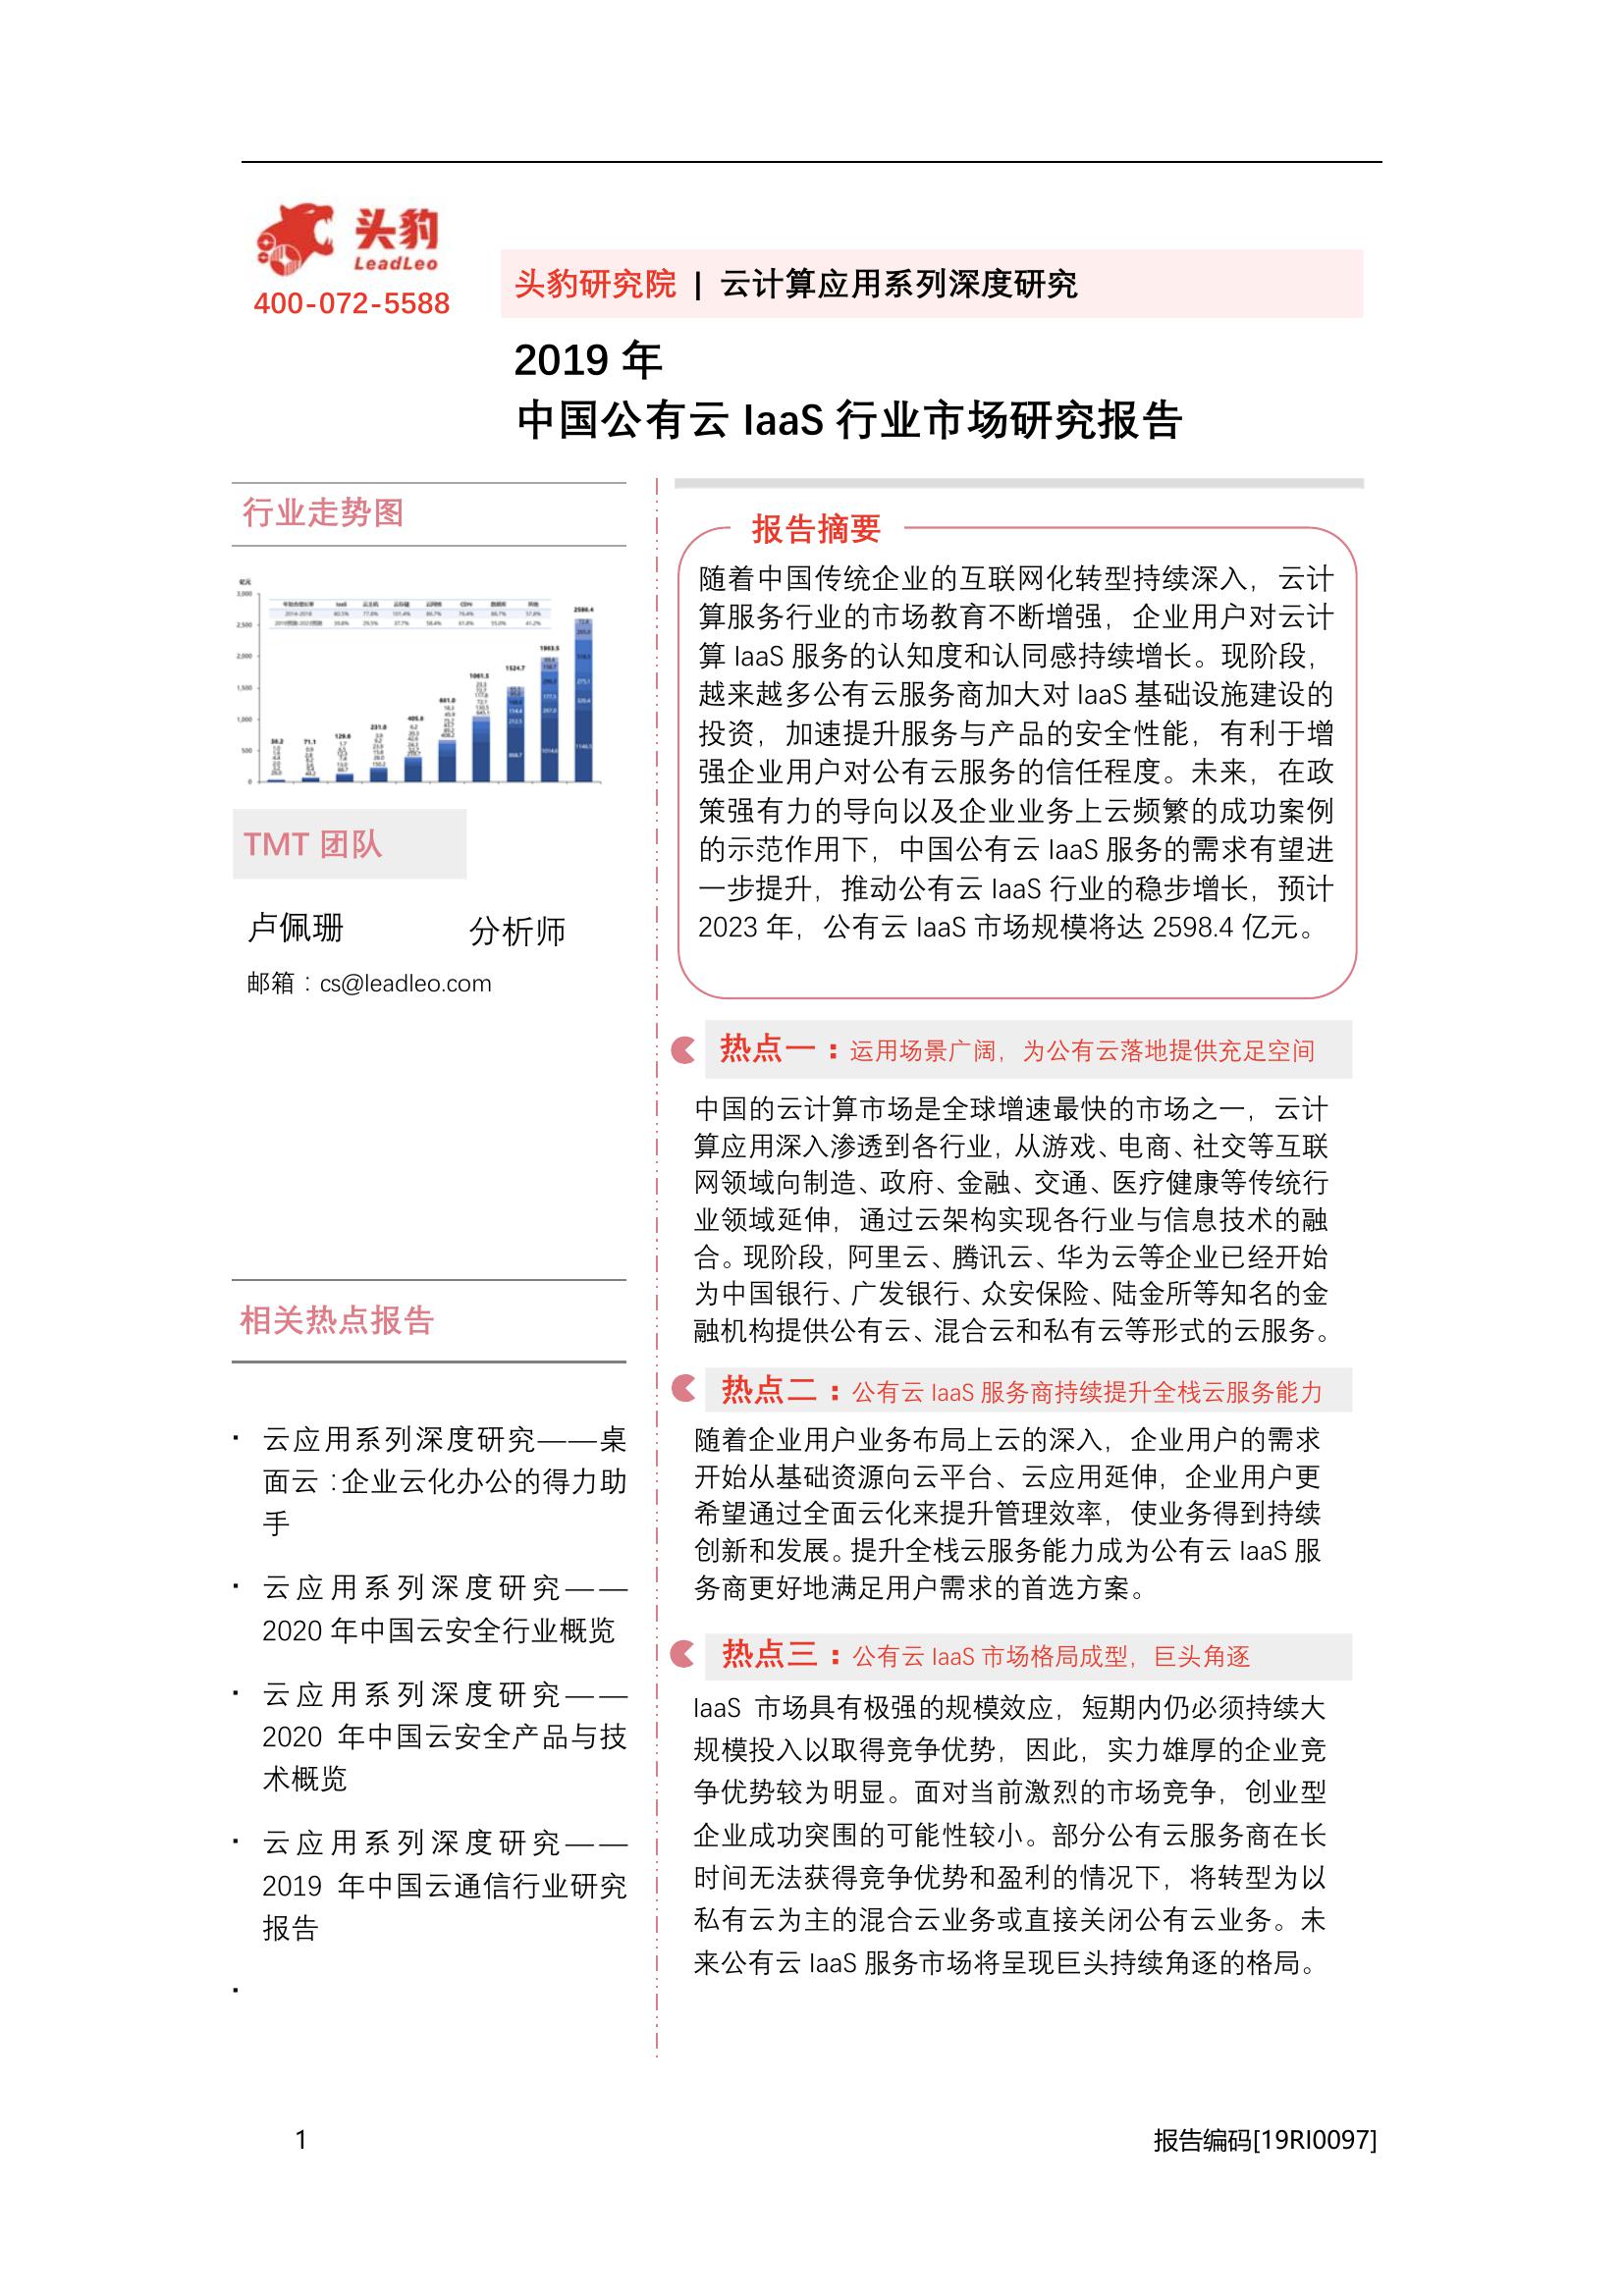 头豹
LeadLeo
400-072-5588
头豹研究院 | 云计算应用系列深度研究
2019 年
中国公有云 IaaS 行业市场研究报告
行业走势图
亿元
3,000
2,500
2,000
1,500
1,000
500
0
TMT 团队
卢佩珊 分析师
邮箱：cs@leadleo.com
相关热点报告
· 云应用系列深度研究——桌
面云：企业云化办公的得力助
手
· 云应用系列深度研究——
2020 年中国云安全行业概览
· 云应用系列深度研究——
2020 年中国云安全产品与技
术概览
· 云应用系列深度研究——
2019 年中国云通信行业研究
报告
·
报告摘要
随着中国传统企业的互联网化转型持续深入，云计
算服务行业的市场教育不断增强，企业用户对云计
算 IaaS 服务的认知度和认同感持续增长。现阶段，
越来越多公有云服务商加大对 IaaS 基础设施建设的
投资，加速提升服务与产品的安全性能，有利于增
强企业用户对公有云服务的信任程度。未来，在政
策强有力的导向以及企业业务上云频繁的成功案例
的示范作用下，中国公有云 IaaS 服务的需求有望进
一步提升，推动公有云 IaaS 行业的稳步增长，预计
2023 年，公有云 IaaS 市场规模将达 2598.4 亿元。
热点一：运用场景广阔，为公有云落地提供充足空间
中国的云计算市场是全球增速最快的市场之一，云计
算应用深入渗透到各行业，从游戏、电商、社交等互联
网领域向制造、政府、金融、交通、医疗健康等传统行
业领域延伸，通过云架构实现各行业与信息技术的融
合。现阶段，阿里云、腾讯云、华为云等企业已经开始
为中国银行、广发银行、众安保险、陆金所等知名的金
融机构提供公有云、混合云和私有云等形式的云服务。
热点二：公有云 IaaS 服务商持续提升全栈云服务能力
随着企业用户业务布局上云的深入，企业用户的需求
开始从基础资源向云平台、云应用延伸，企业用户更
希望通过全面云化来提升管理效率，使业务得到持续
创新和发展。提升全栈云服务能力成为公有云 IaaS 服
务商更好地满足用户需求的首选方案。
热点三：公有云 IaaS 市场格局成型，巨头角逐
IaaS 市场具有极强的规模效应，短期内仍必须持续大
规模投入以取得竞争优势，因此，实力雄厚的企业竞
争优势较为明显。面对当前激烈的市场竞争，创业型
企业成功突围的可能性较小。部分公有云服务商在长
时间无法获得竞争优势和盈利的情况下，将转型为以
私有云为主的混合云业务或直接关闭公有云业务。未
来公有云 IaaS 服务市场将呈现巨头持续角逐的格局。
1
报告编码[19RI0097]